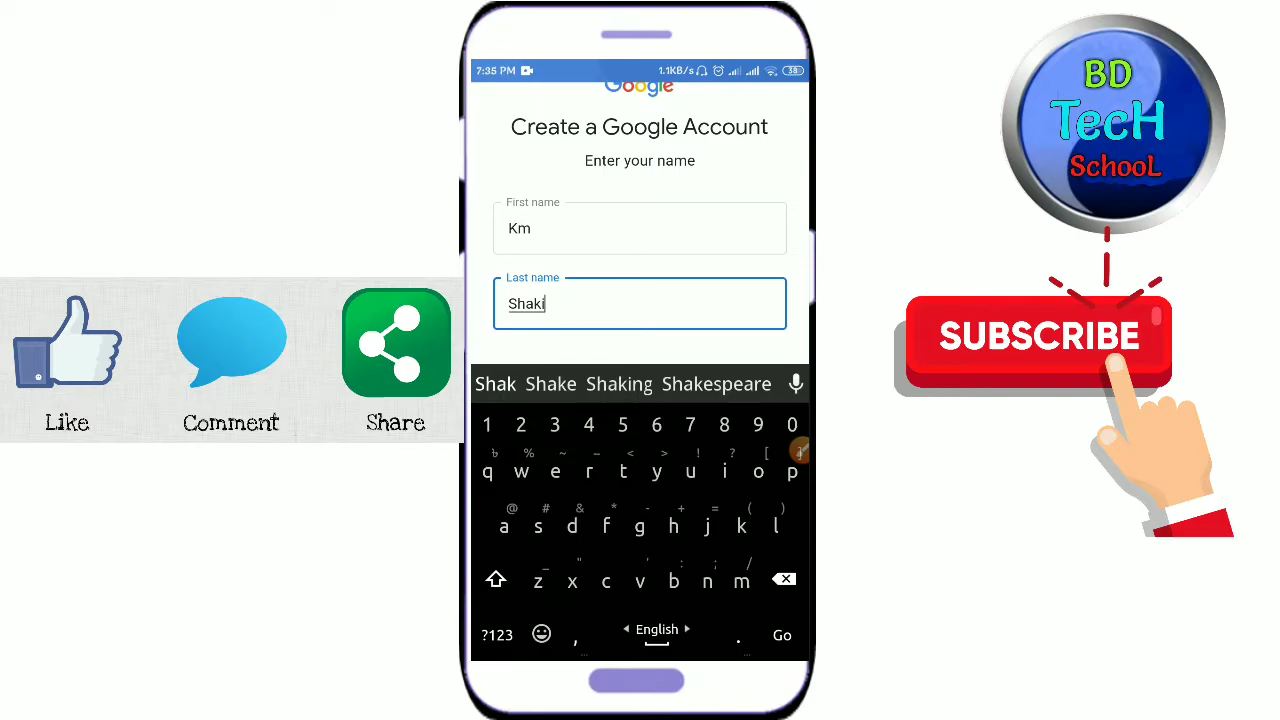 BD
TecH
SchooL
7:35 PM
1.1KB/s
38
Google
Create a Google Account
Enter your name
First name
Km
Last name
Shaki
Like
Comment
Share
SUBSCRIBE
Shak Shake Shaking Shakespeare
1 2 3 4 5 6 7 8 9 0
৳ % ~ – < > ! ? [ ]
q w e r t y u i o p
@ # & * - + = ( )
a s d f g h j k l
_ " ' : ; /
z x c v b n m
?123 , English . Go